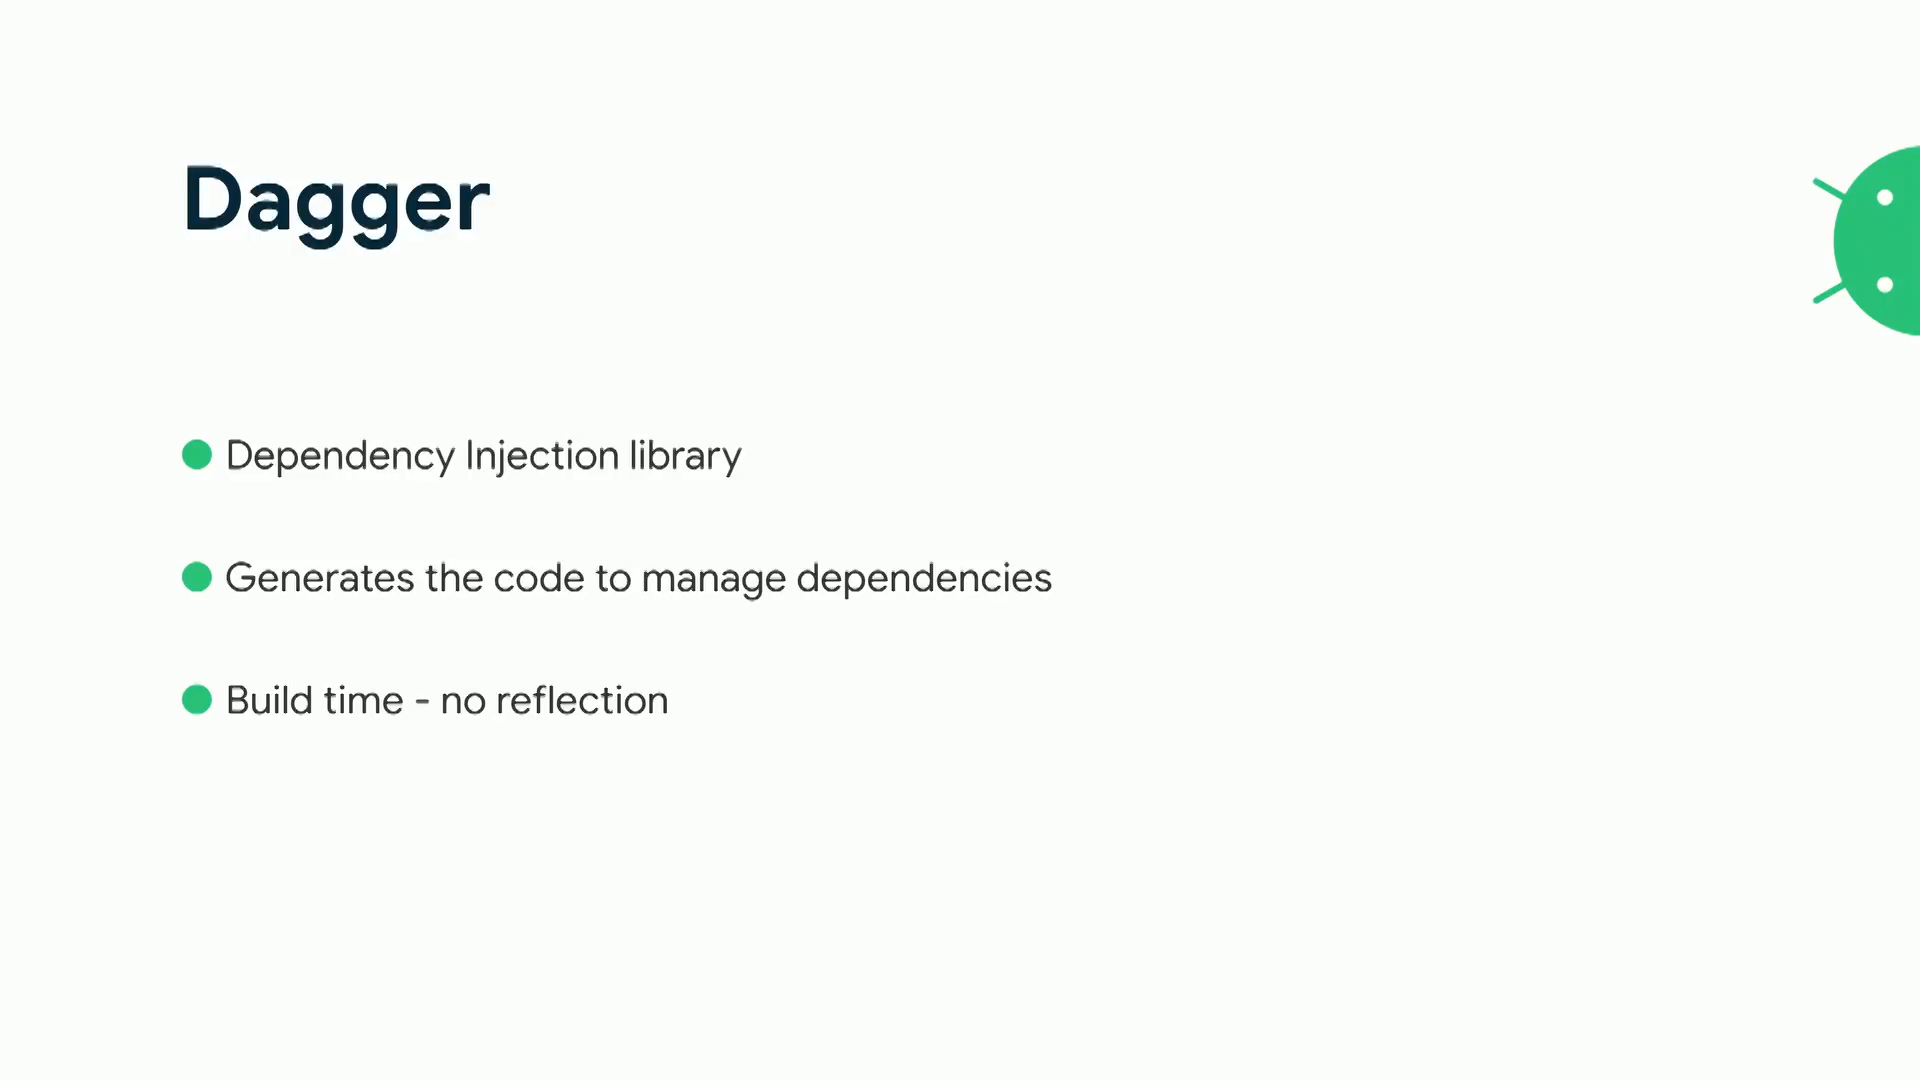 Dagger
Dependency Injection library
Generates the code to manage dependencies
Build time - no reflection